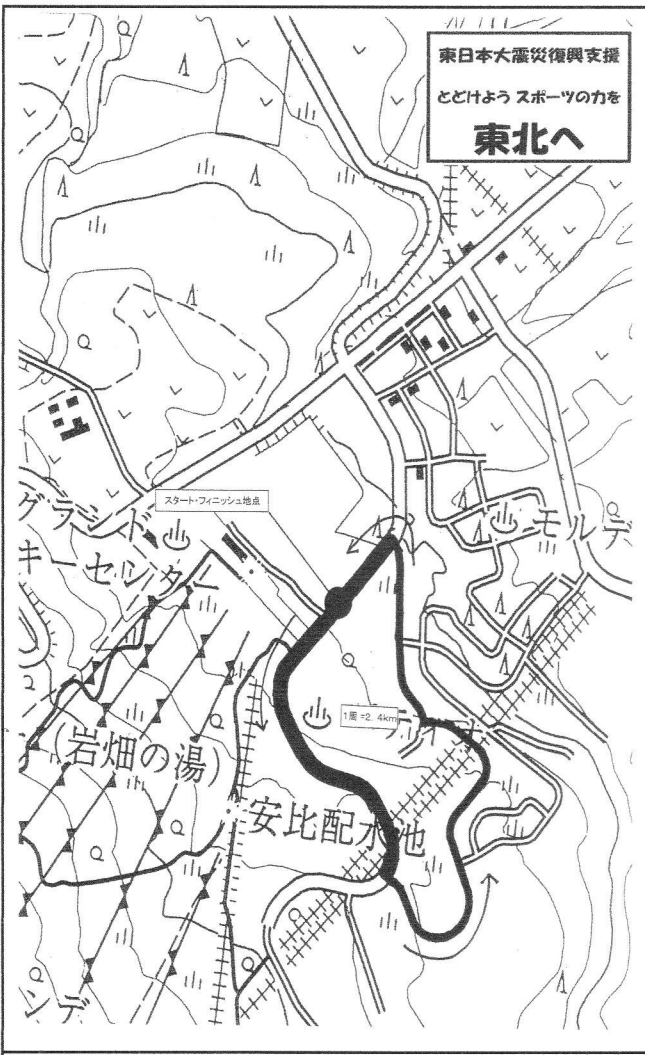 東日本大震災復興支援
とどけよう スポーツの力を
東北へ
スタート・フィニッシュ地点
グランド
キーセンター
モルデ
1周=2.4km
(岩畑の湯)
安比配水池
ンデ